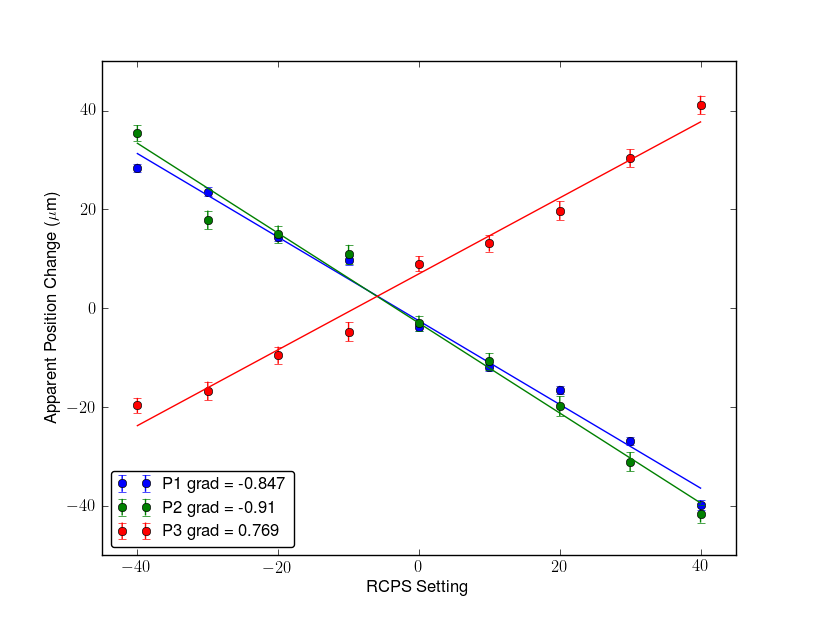 40
20
0
−20
−40
Apparent Position Change (μm)
P1 grad = -0.847
P2 grad = -0.91
P3 grad = 0.769
−40 −20 0 20 40
RCPS Setting